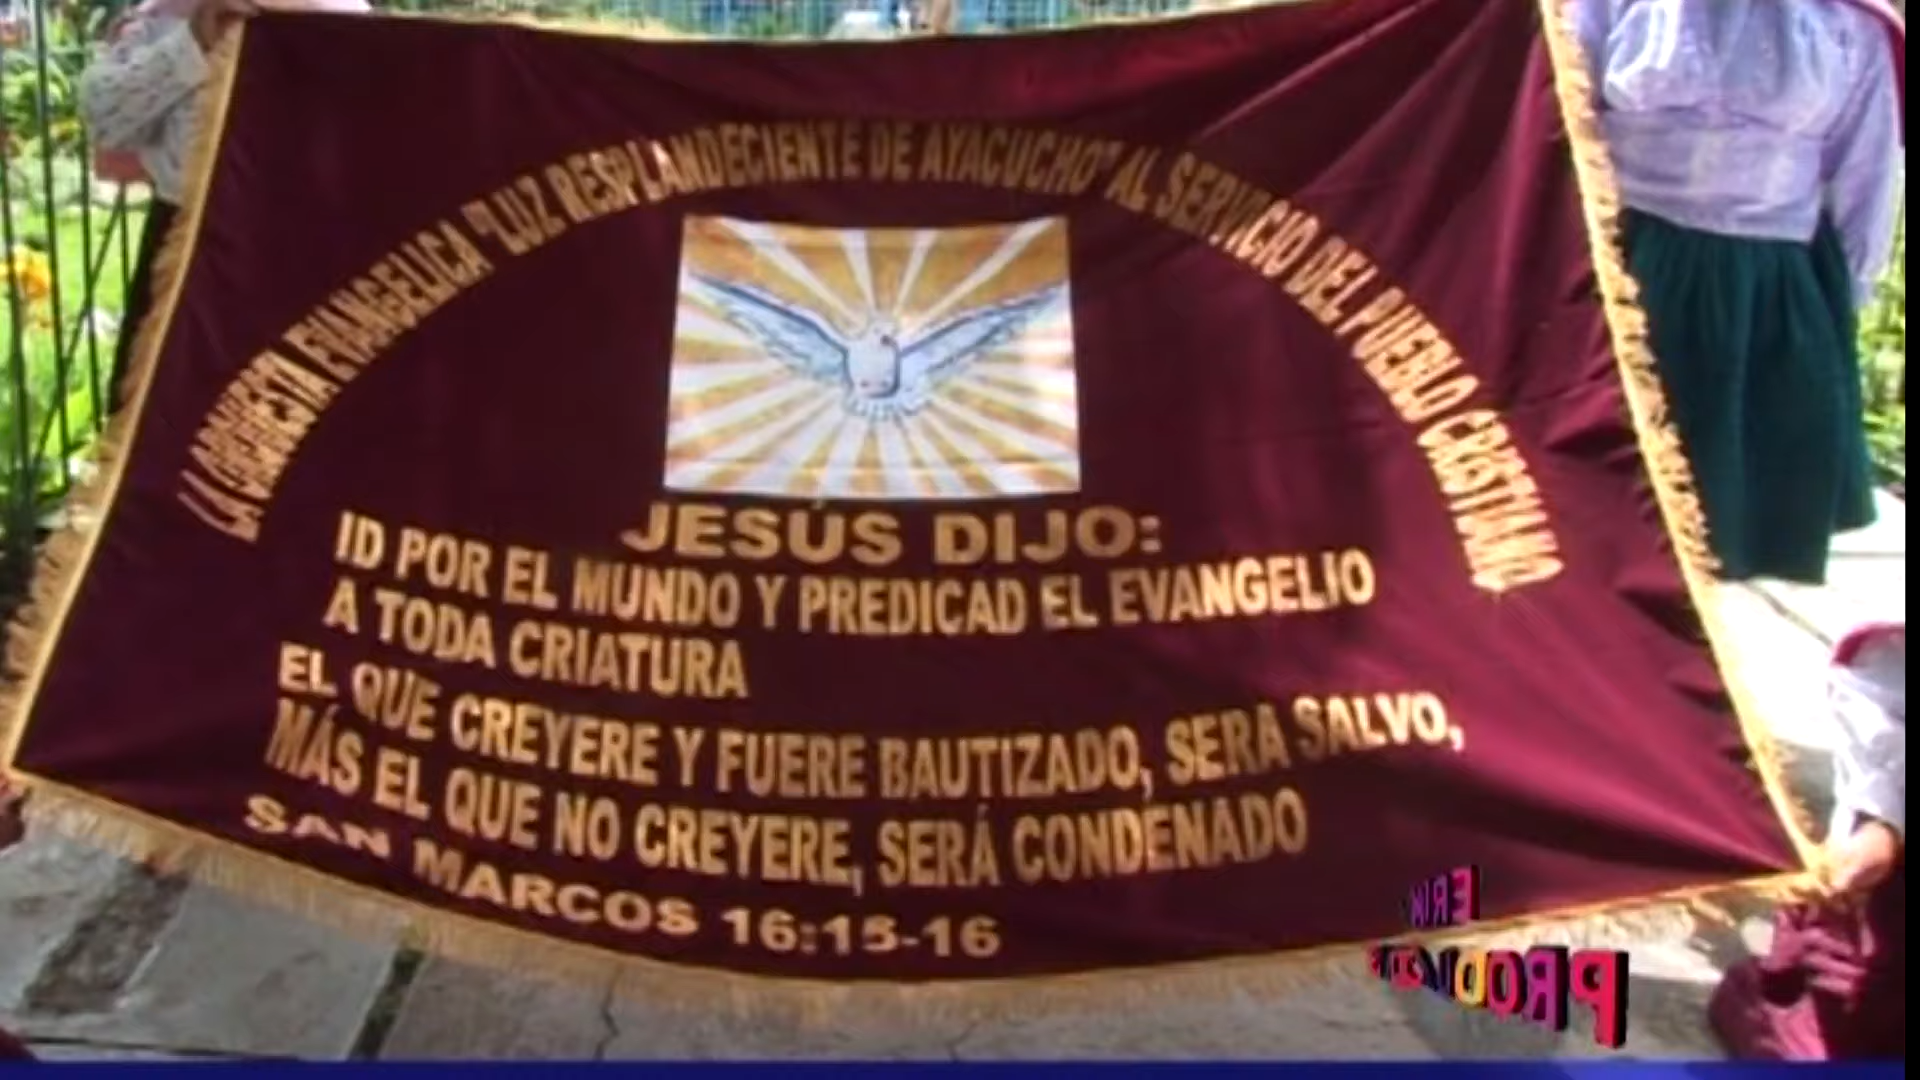 LA ORQUESTA EVANGELICA "LUZ RESPLANDECIENTE DE AYACUCHO" AL SERVICIO DEL PUEBLO CRISTIANO
JESÚS DIJO:
ID POR EL MUNDO Y PREDICAD EL EVANGELIO
A TODA CRIATURA
EL QUE CREYERE Y FUERE BAUTIZADO, SERA SALVO,
MÁS EL QUE NO CREYERE, SERÁ CONDENADO
SAN MARCOS 16:15-16